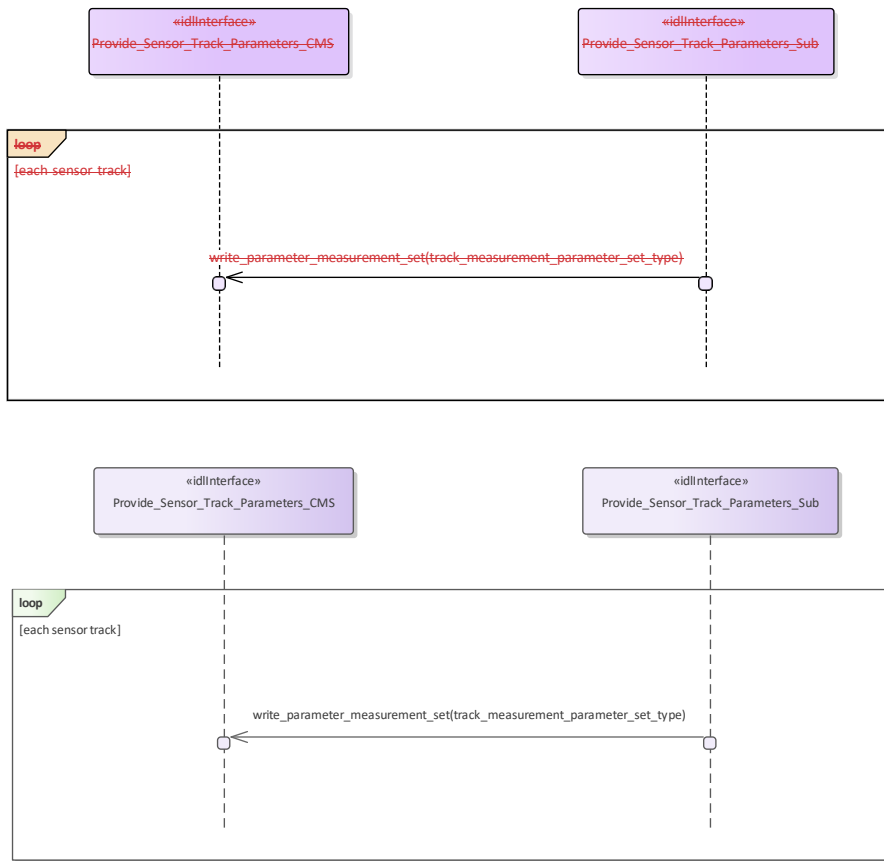 «idlInterface»
Provide_Sensor_Track_Parameters_CMS
«idlInterface»
Provide_Sensor_Track_Parameters_Sub
loop
[each sensor track]
write_parameter_measurement_set(track_measurement_parameter_set_type)
«idlInterface»
Provide_Sensor_Track_Parameters_CMS
«idlInterface»
Provide_Sensor_Track_Parameters_Sub
loop
[each sensor track]
write_parameter_measurement_set(track_measurement_parameter_set_type)